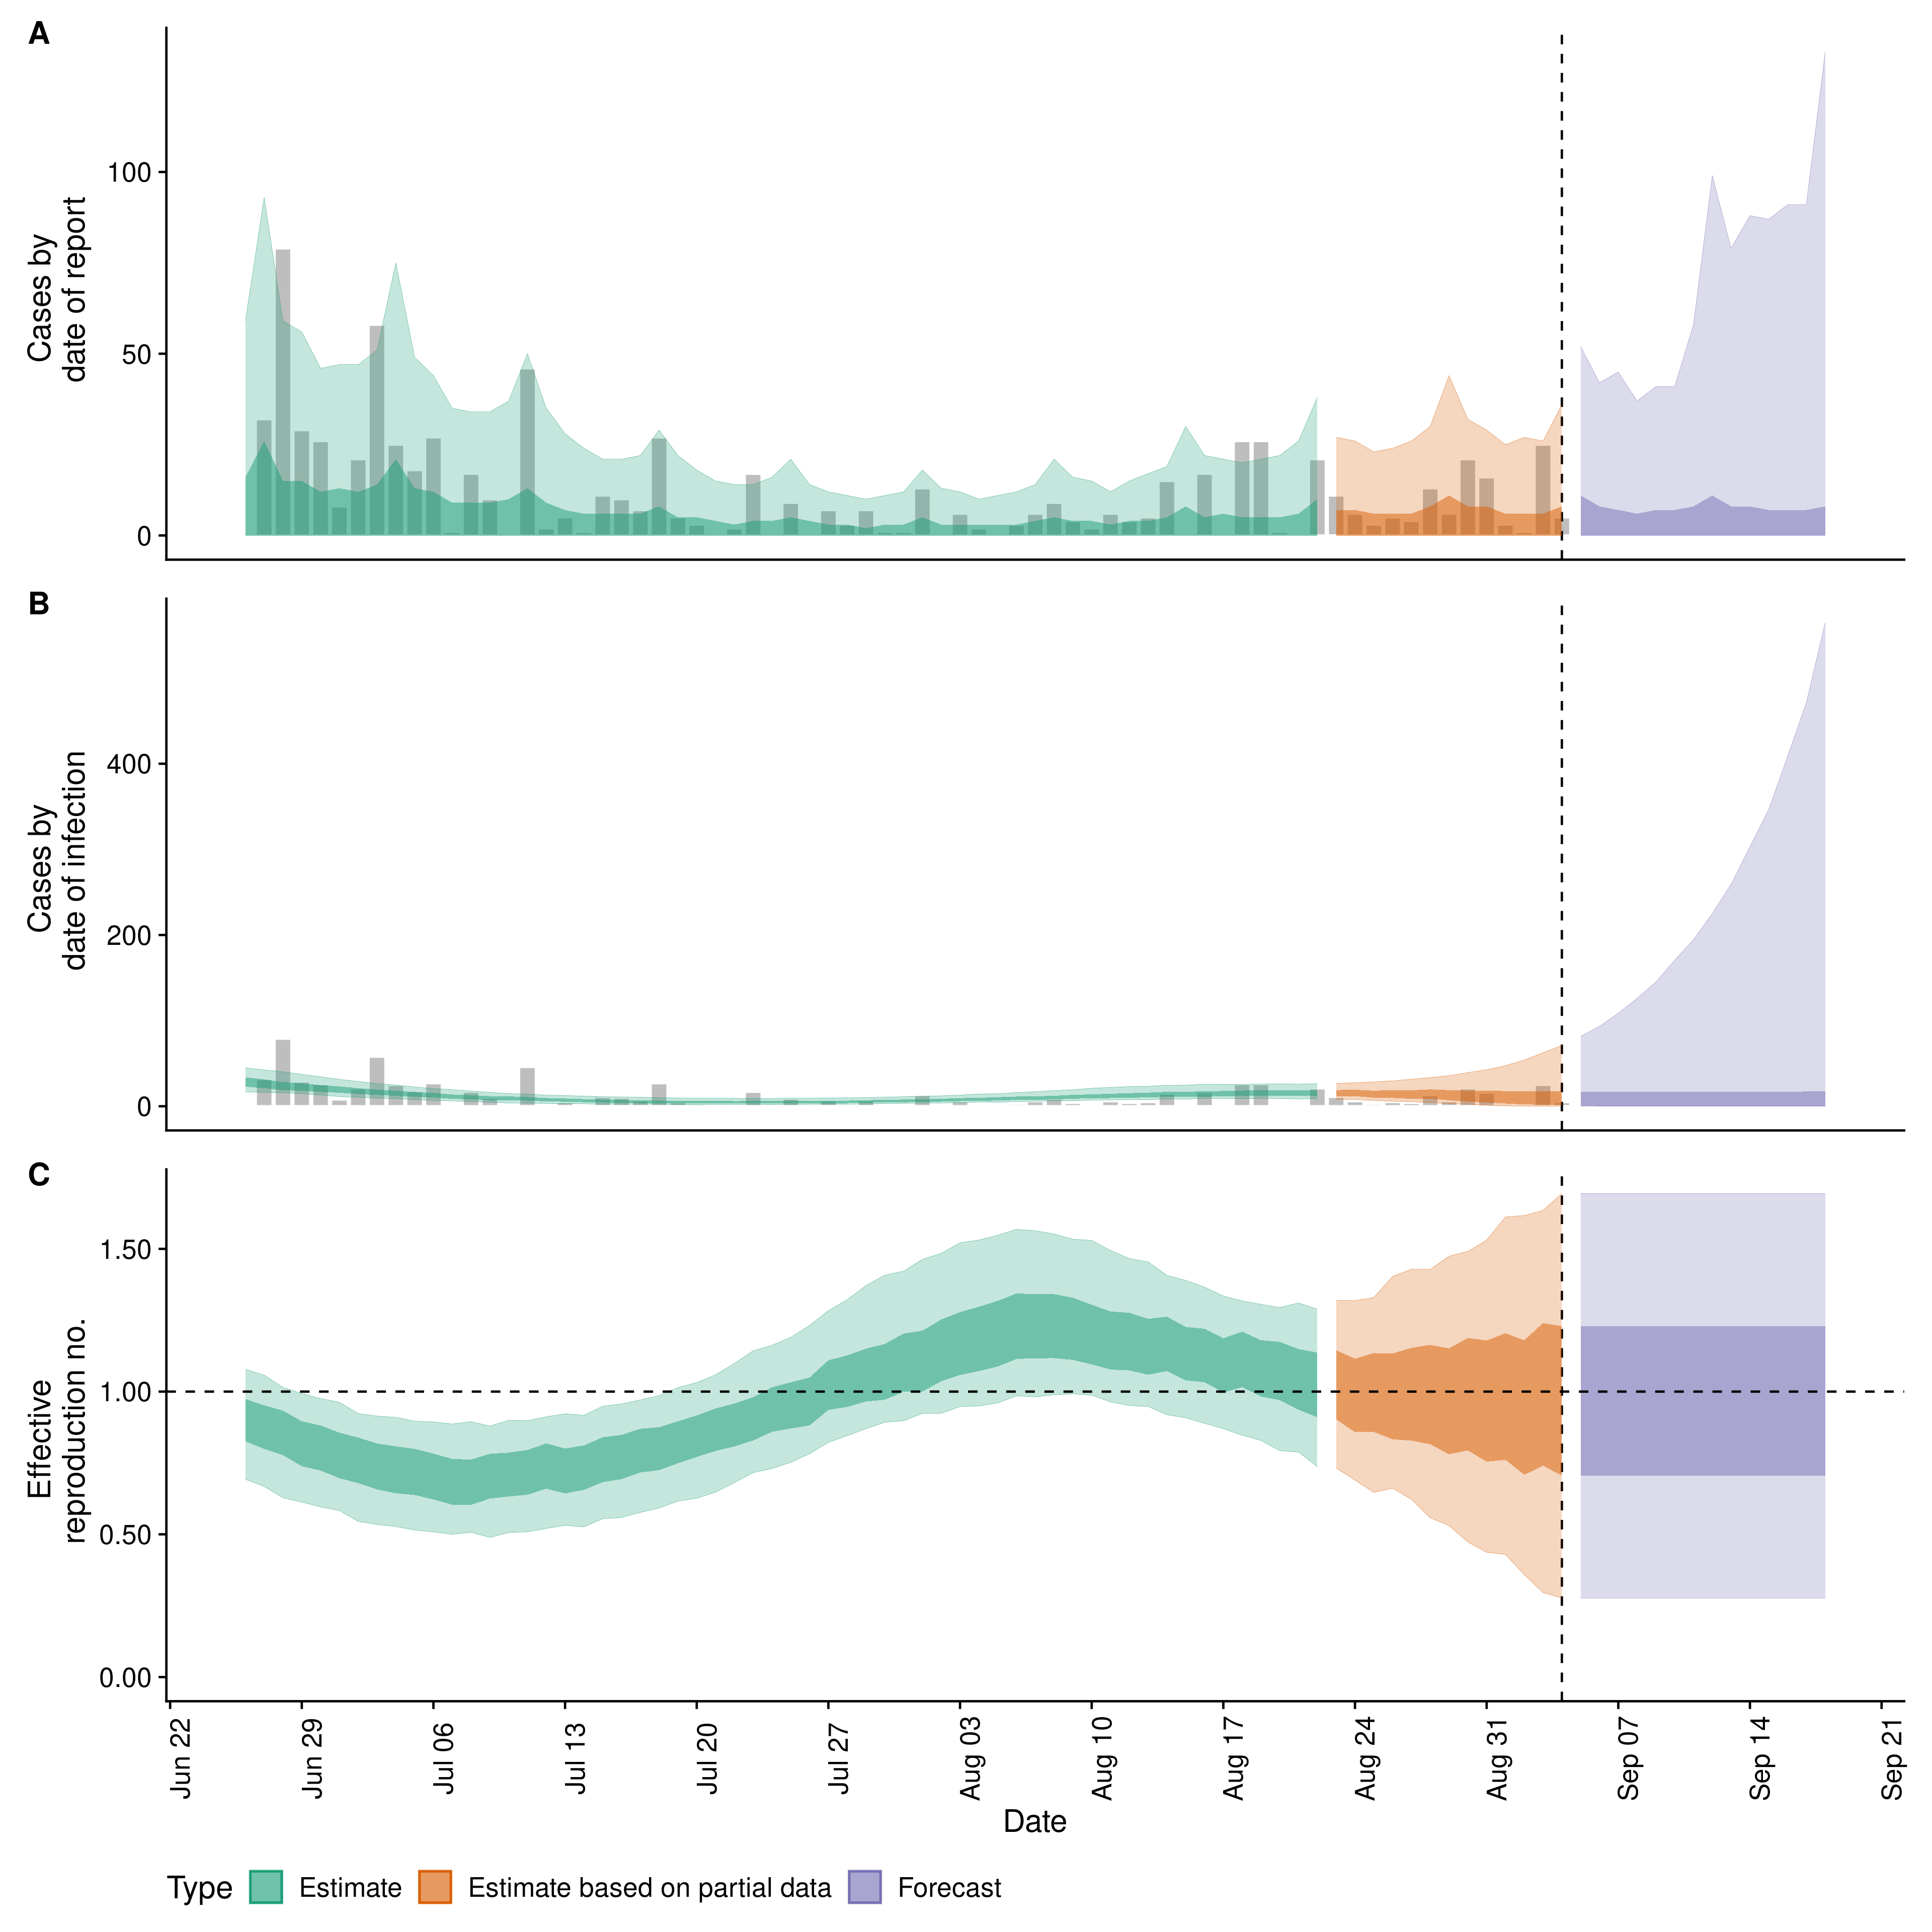 A
Cases by
date of report
100
50
0
B
Cases by
date of infection
400
200
0
C
Effective
reproduction no.
1.50
1.00
0.50
0.00
Jun 22
Jun 29
Jul 06
Jul 13
Jul 20
Jul 27
Aug 03
Aug 10
Aug 17
Aug 24
Aug 31
Sep 07
Sep 14
Sep 21
Date
Type Estimate Estimate based on partial data Forecast